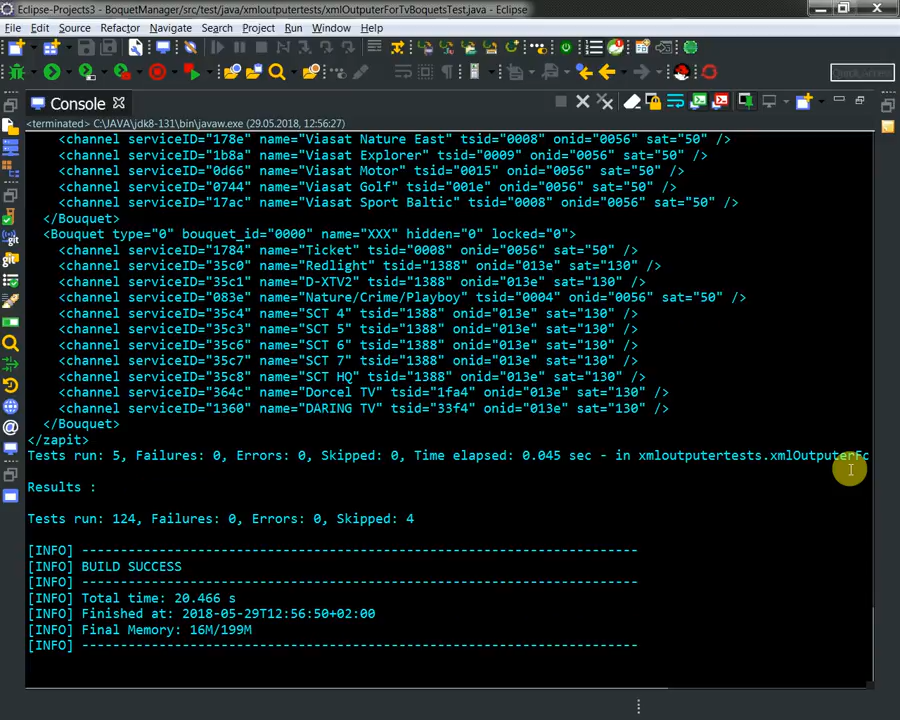 Eclipse-Projects3 - BoquetManager/src/test/java/xmloutputertests/xmlOutputerForTvBoquetsTest.java - Eclipse
File Edit Source Refactor Navigate Search Project Run Window Help
Quick Access
Console
<terminated> C:\JAVA\jdk8-131\bin\javaw.exe (29.05.2018, 12:56:27)
<channel serviceID="178e" name="Viasat Nature East" tsid="0008" onid="0056" sat="50" />
<channel serviceID="1b8a" name="Viasat Explorer" tsid="0009" onid="0056" sat="50" />
<channel serviceID="0d66" name="Viasat Motor" tsid="0015" onid="0056" sat="50" />
<channel serviceID="0744" name="Viasat Golf" tsid="001e" onid="0056" sat="50" />
<channel serviceID="17ac" name="Viasat Sport Baltic" tsid="0008" onid="0056" sat="50" />
</Bouquet>
<Bouquet type="0" bouquet_id="0000" name="XXX" hidden="0" locked="0">
<channel serviceID="1784" name="Ticket" tsid="0008" onid="0056" sat="50" />
<channel serviceID="35c0" name="Redlight" tsid="1388" onid="013e" sat="130" />
<channel serviceID="35c1" name="D-XTV2" tsid="1388" onid="013e" sat="130" />
<channel serviceID="083e" name="Nature/Crime/Playboy" tsid="0004" onid="0056" sat="50" />
<channel serviceID="35c4" name="SCT 4" tsid="1388" onid="013e" sat="130" />
<channel serviceID="35c3" name="SCT 5" tsid="1388" onid="013e" sat="130" />
<channel serviceID="35c6" name="SCT 6" tsid="1388" onid="013e" sat="130" />
<channel serviceID="35c7" name="SCT 7" tsid="1388" onid="013e" sat="130" />
<channel serviceID="35c8" name="SCT HQ" tsid="1388" onid="013e" sat="130" />
<channel serviceID="364c" name="Dorcel TV" tsid="1fa4" onid="013e" sat="130" />
<channel serviceID="1360" name="DARING TV" tsid="33f4" onid="013e" sat="130" />
</Bouquet>
</zapit>
Tests run: 5, Failures: 0, Errors: 0, Skipped: 0, Time elapsed: 0.045 sec - in xmloutputertests.xmlOutputerFo
Results :
Tests run: 124, Failures: 0, Errors: 0, Skipped: 4
[INFO] ------------------------------------------------------------------------
[INFO] BUILD SUCCESS
[INFO] ------------------------------------------------------------------------
[INFO] Total time: 20.466 s
[INFO] Finished at: 2018-05-29T12:56:50+02:00
[INFO] Final Memory: 16M/199M
[INFO] ------------------------------------------------------------------------